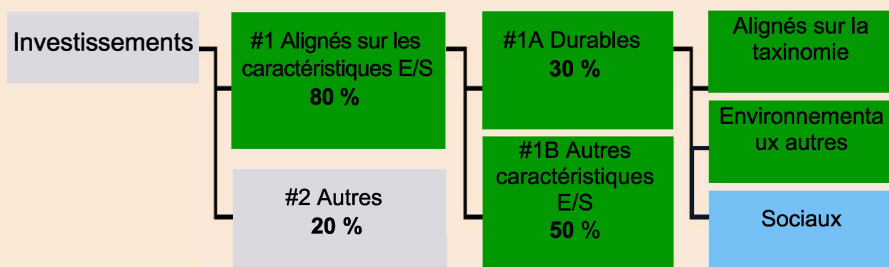 Investissements
#1 Alignés sur les
caractéristiques E/S
80 %
#2 Autres
20 %
#1A Durables
30 %
#1B Autres
caractéristiques
E/S
50 %
Alignés sur la
taxinomie
Environnementa
ux autres
Sociaux